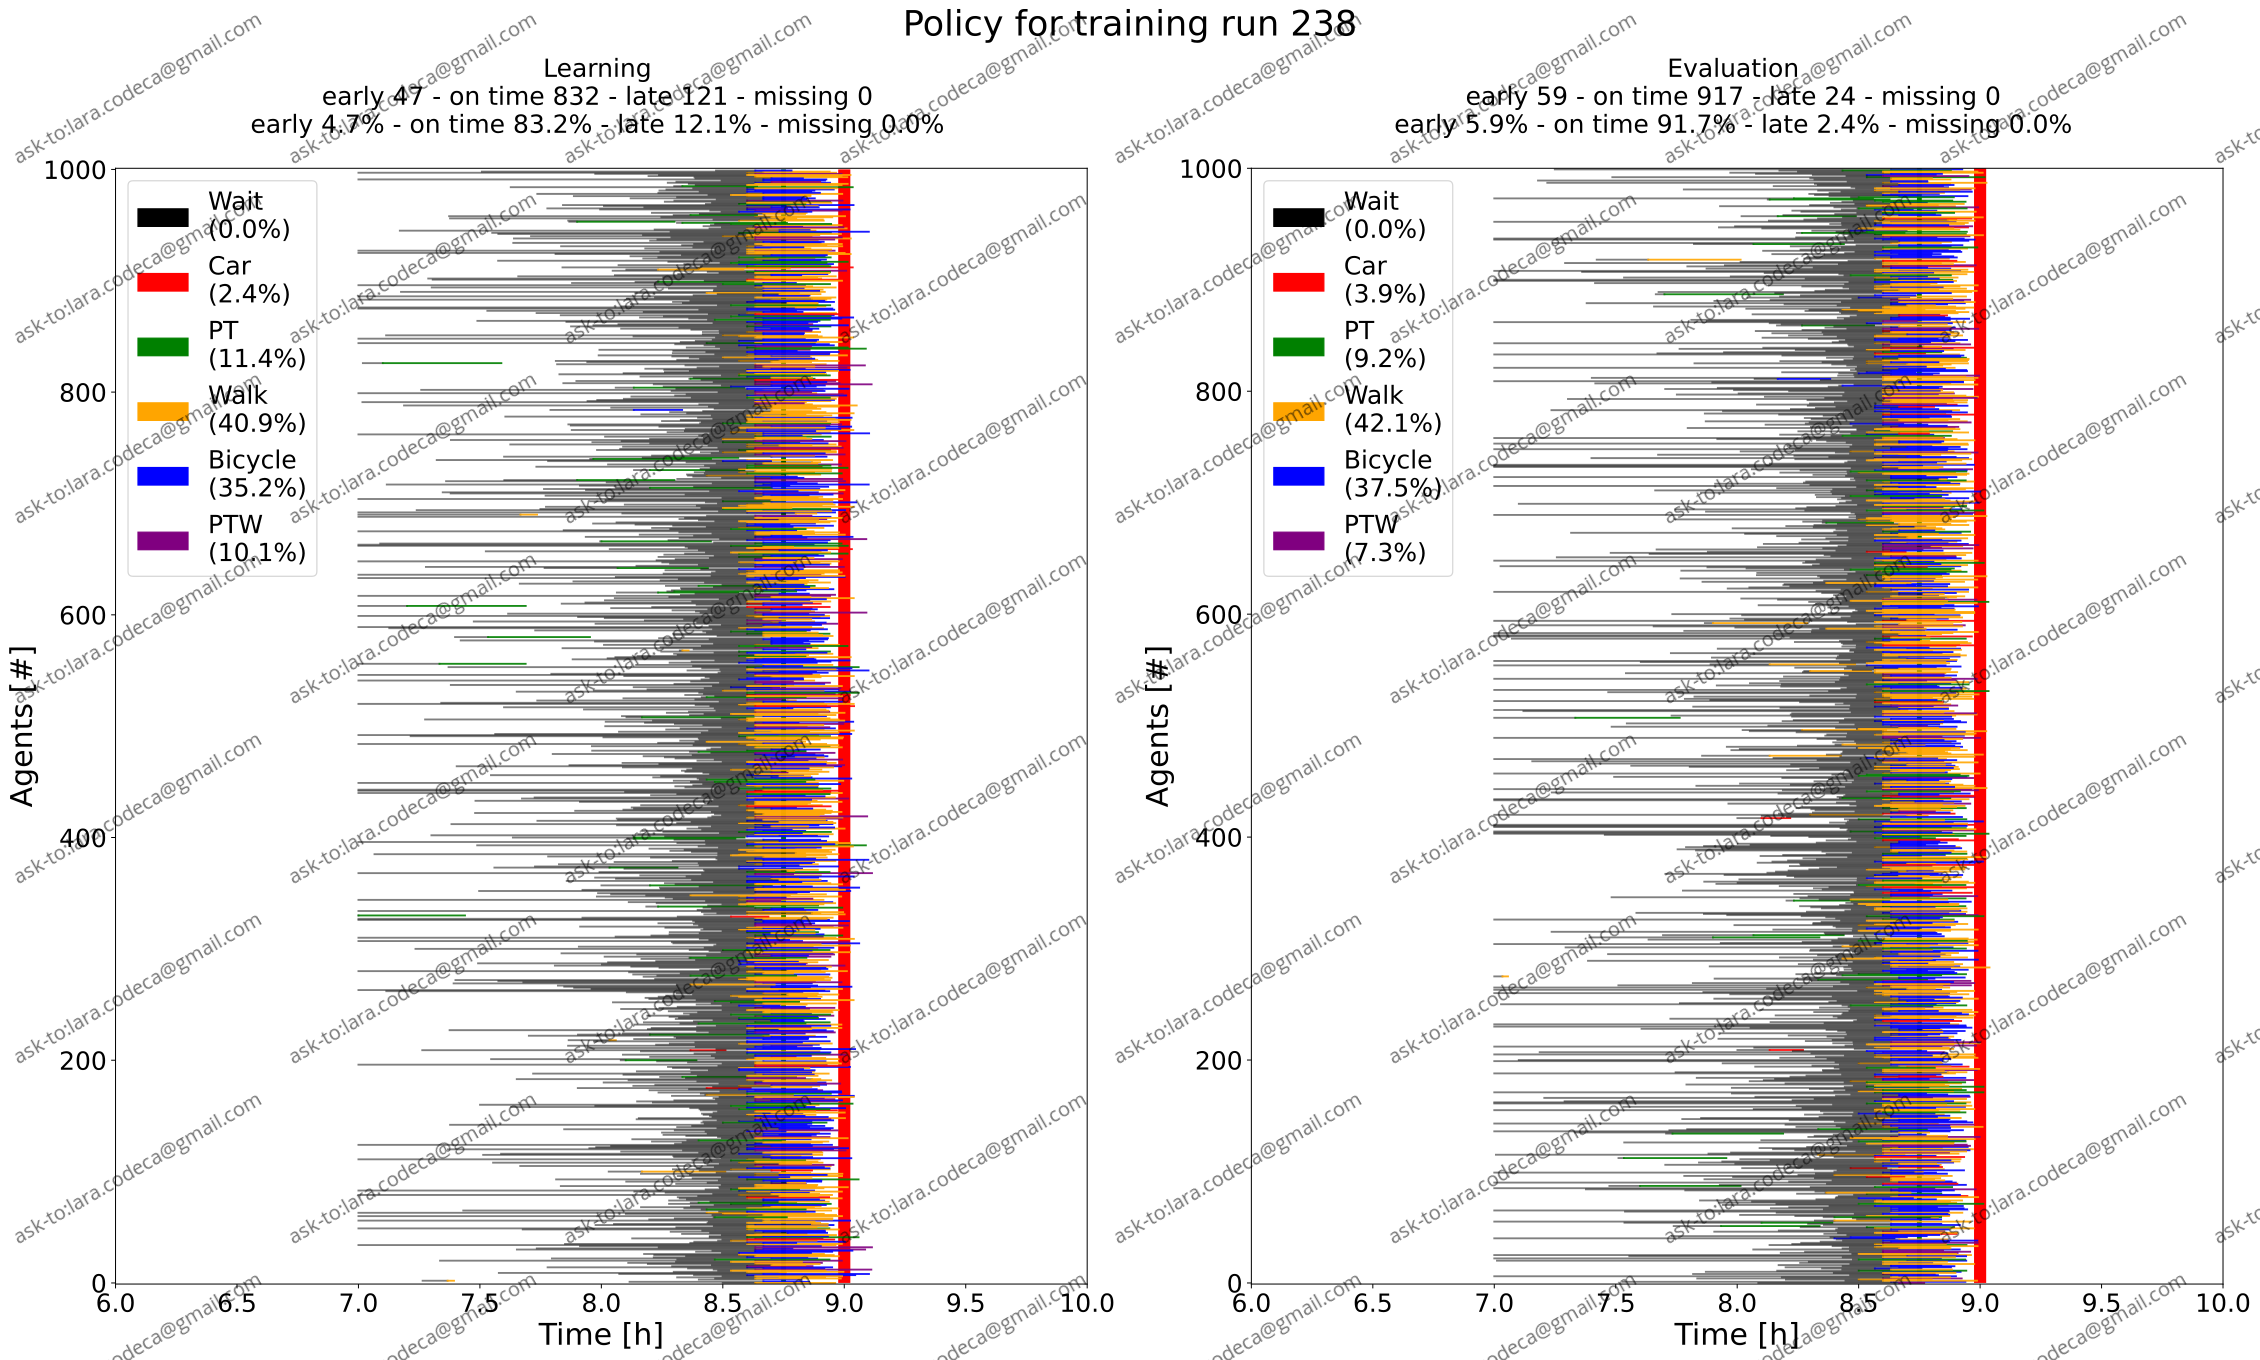 Policy for training run 238
Learning
early 47 - on time 832 - late 121 - missing 0
early 4.7% - on time 83.2% - late 12.1% - missing 0.0%
Wait
(0.0%)
Car
(2.4%)
PT
(11.4%)
Walk
(40.9%)
Bicycle
(35.2%)
PTW
(10.1%)
Agents [#]
1000
800
600
400
200
0
6.0 6.5 7.0 7.5 8.0 8.5 9.0 9.5 10.0
Time [h]
Evaluation
early 59 - on time 917 - late 24 - missing 0
early 5.9% - on time 91.7% - late 2.4% - missing 0.0%
Wait
(0.0%)
Car
(3.9%)
PT
(9.2%)
Walk
(42.1%)
Bicycle
(37.5%)
PTW
(7.3%)
Agents [#]
1000
800
600
400
200
0
6.0 6.5 7.0 7.5 8.0 8.5 9.0 9.5 10.0
Time [h]
ask-to:lara.codeca@gmail.com